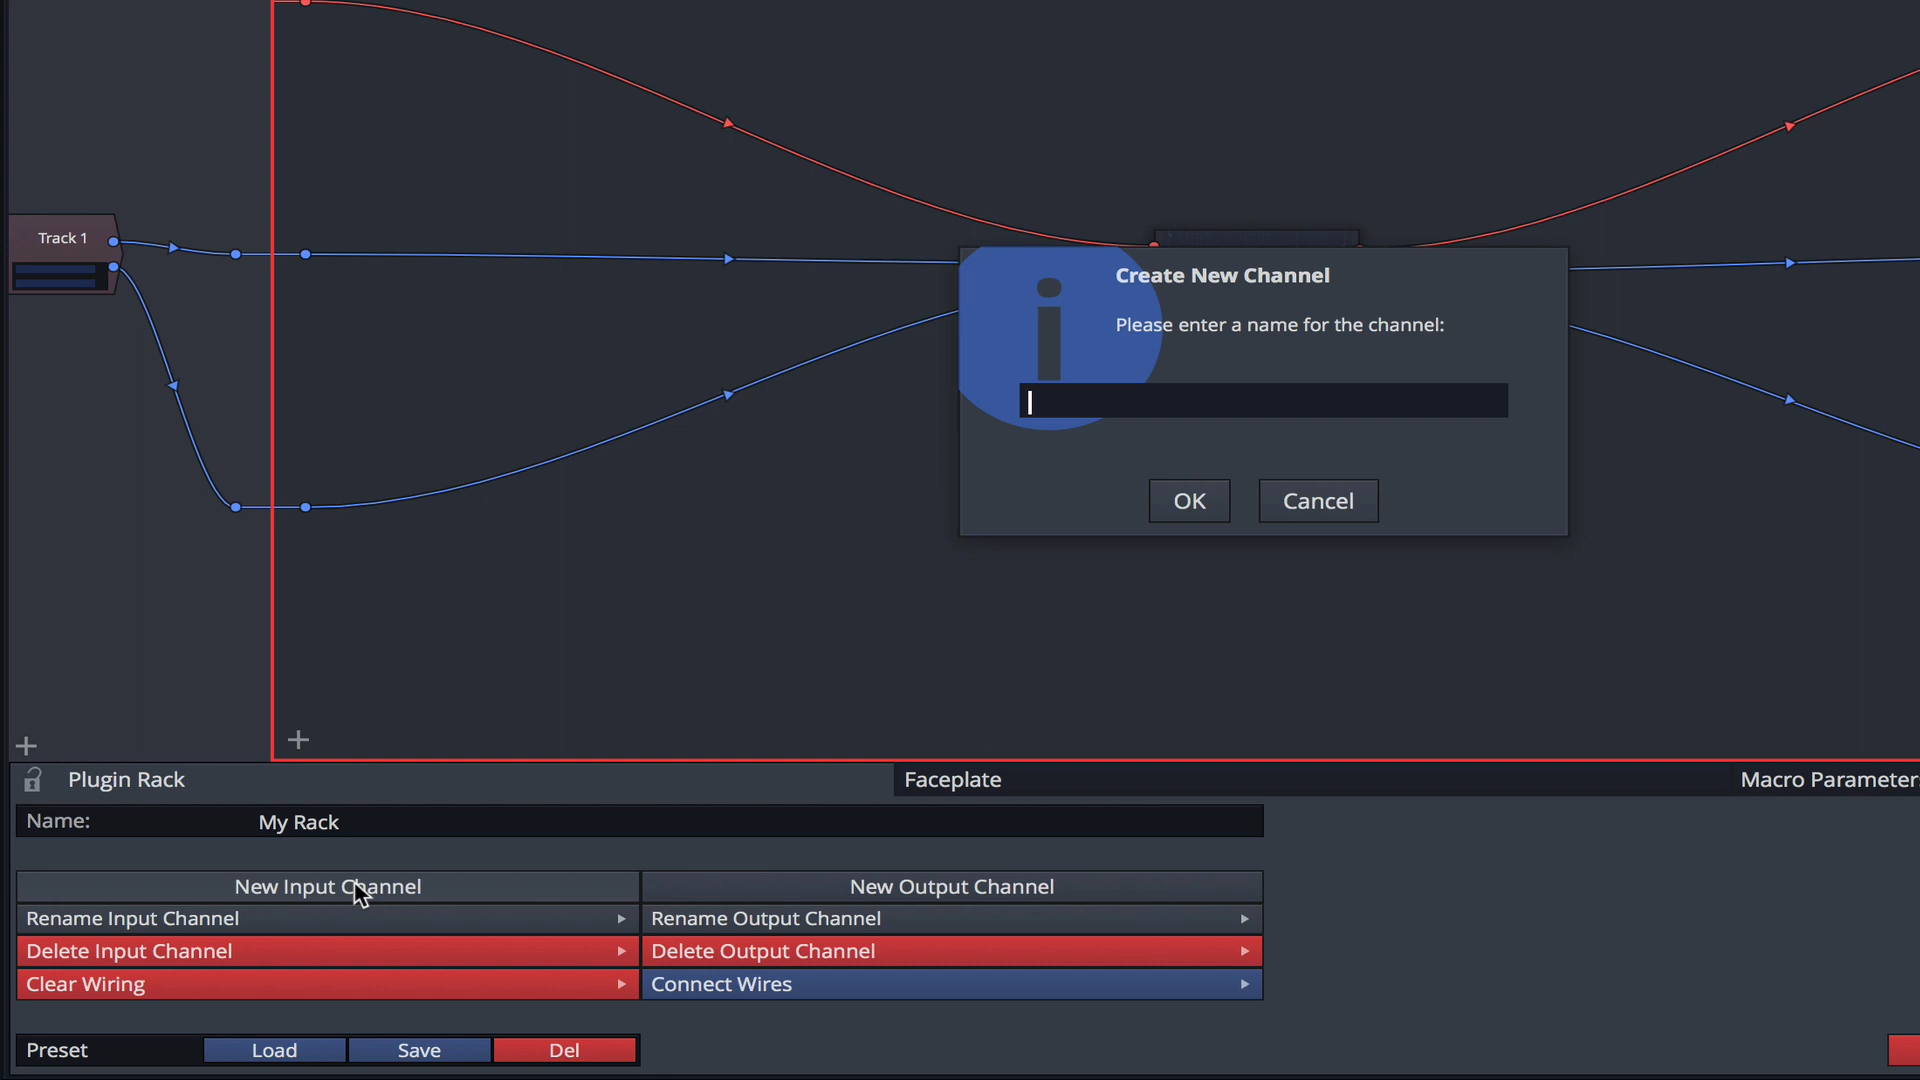 Track 1
Create New Channel
Please enter a name for the channel:
OK
Cancel
Plugin Rack
Faceplate
Macro Parameters
Name:
My Rack
New Input Channel
New Output Channel
Rename Input Channel
Rename Output Channel
Delete Input Channel
Delete Output Channel
Clear Wiring
Connect Wires
Preset
Load
Save
Del